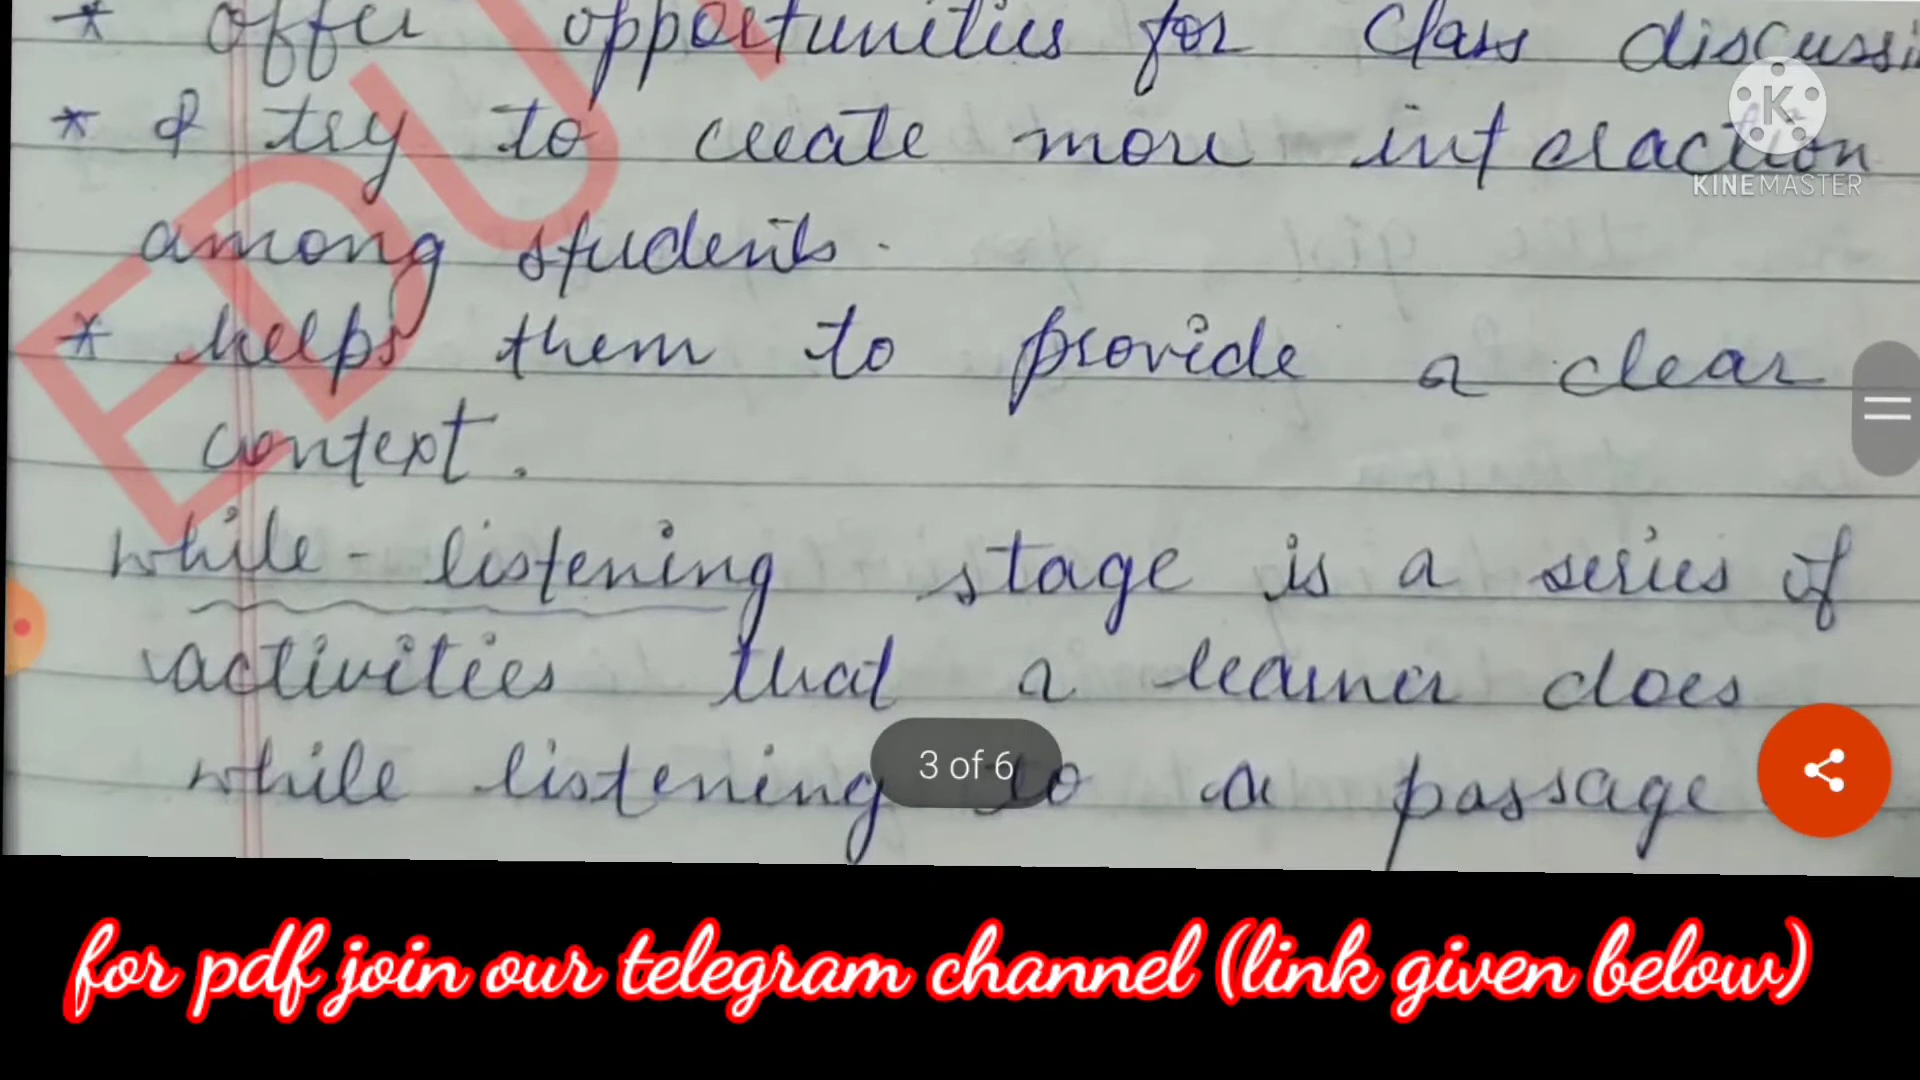 * offer opportunities for Class discussi
* & try to create more interaction
among students.
* helps them to provide a clear
context.
while-listening stage is a series of
activities that a learner does
while listening to a passage
EDU
K
KINEMASTER
3 of 6
for pdf join our telegram channel (link given below)